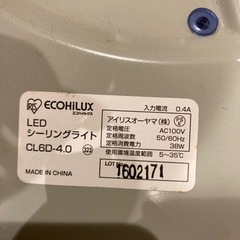 ECOHiLUX
エコハイルクス
LED
シーリングライト
CL6D-4.0
323
MADE IN CHINA
入力電流 0.4A
アイリスオーヤマ(株)
定格電圧 AC100V
定格周波数 50/60Hz
定格消費電力 38W
使用環境温度範囲 5~35℃
LOT No.
1602171